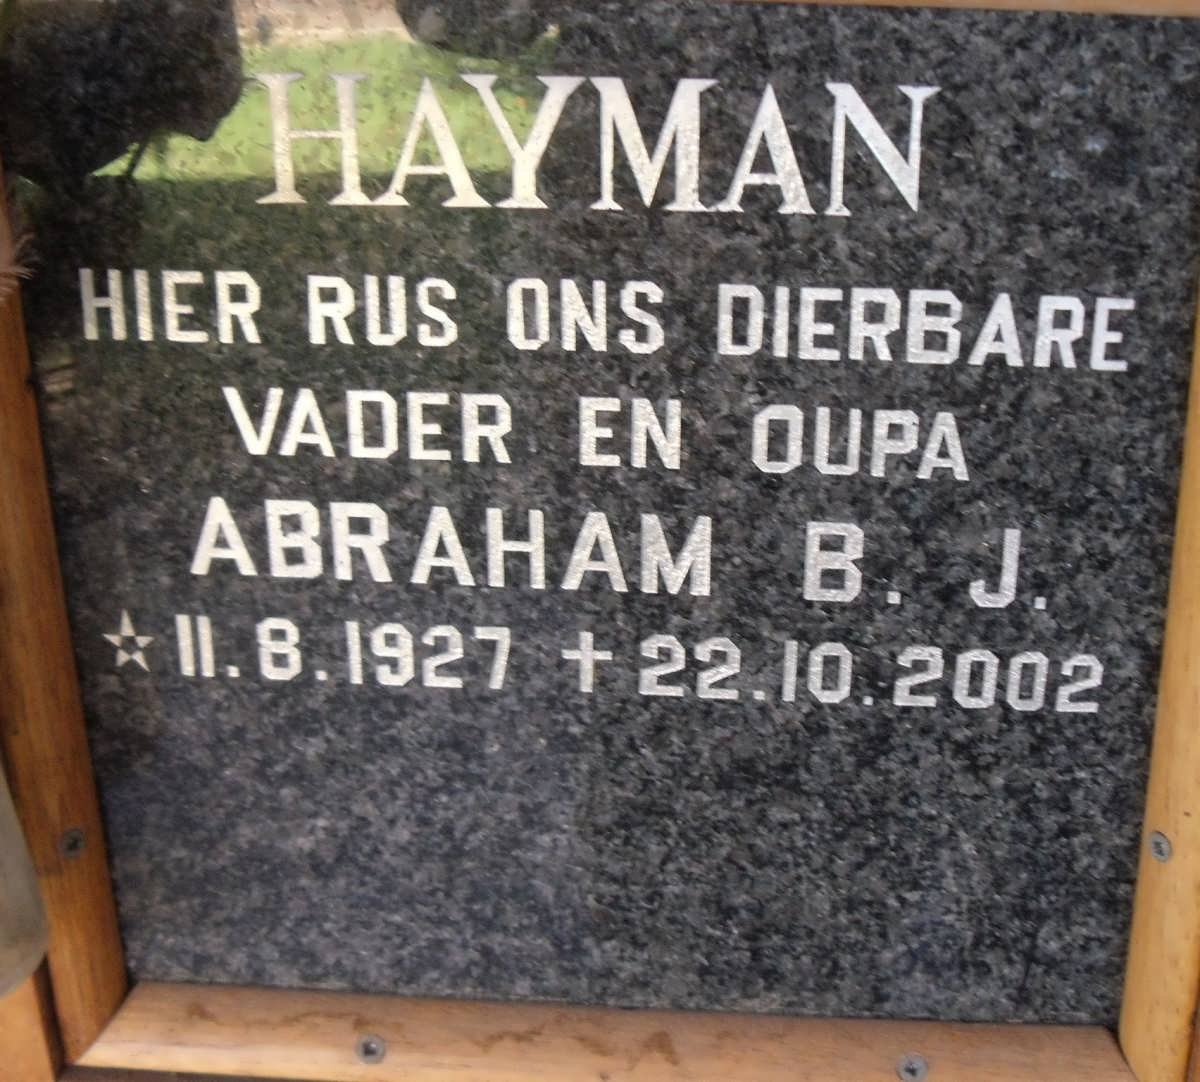 HAYMAN
HIER RUS ONS DIERBARE
VADER EN OUPA
ABRAHAM B. J.
☆ 11.8.1927 † 22.10.2002